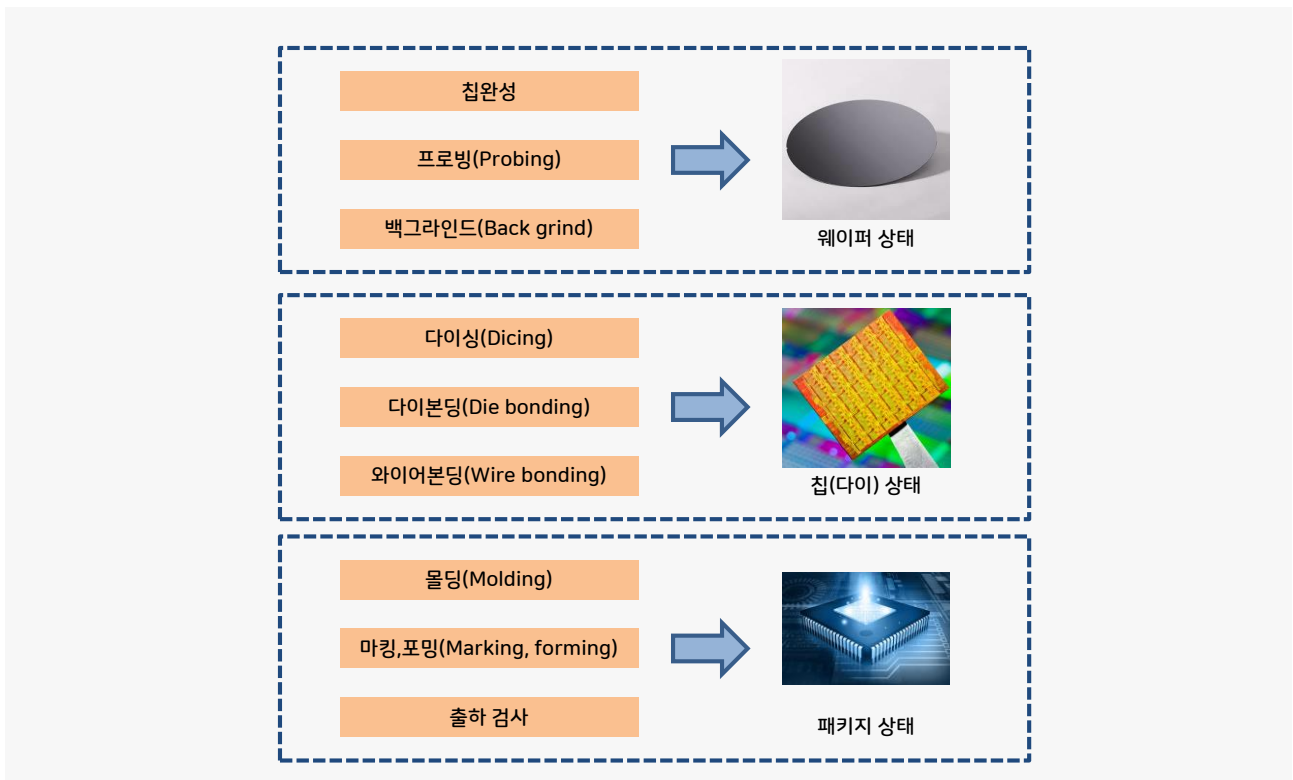 칩완성
프로빙(Probing)
백그라인드(Back grind)
웨이퍼 상태
다이싱(Dicing)
다이본딩(Die bonding)
와이어본딩(Wire bonding)
칩(다이) 상태
몰딩(Molding)
마킹,포밍(Marking, forming)
출하 검사
패키지 상태